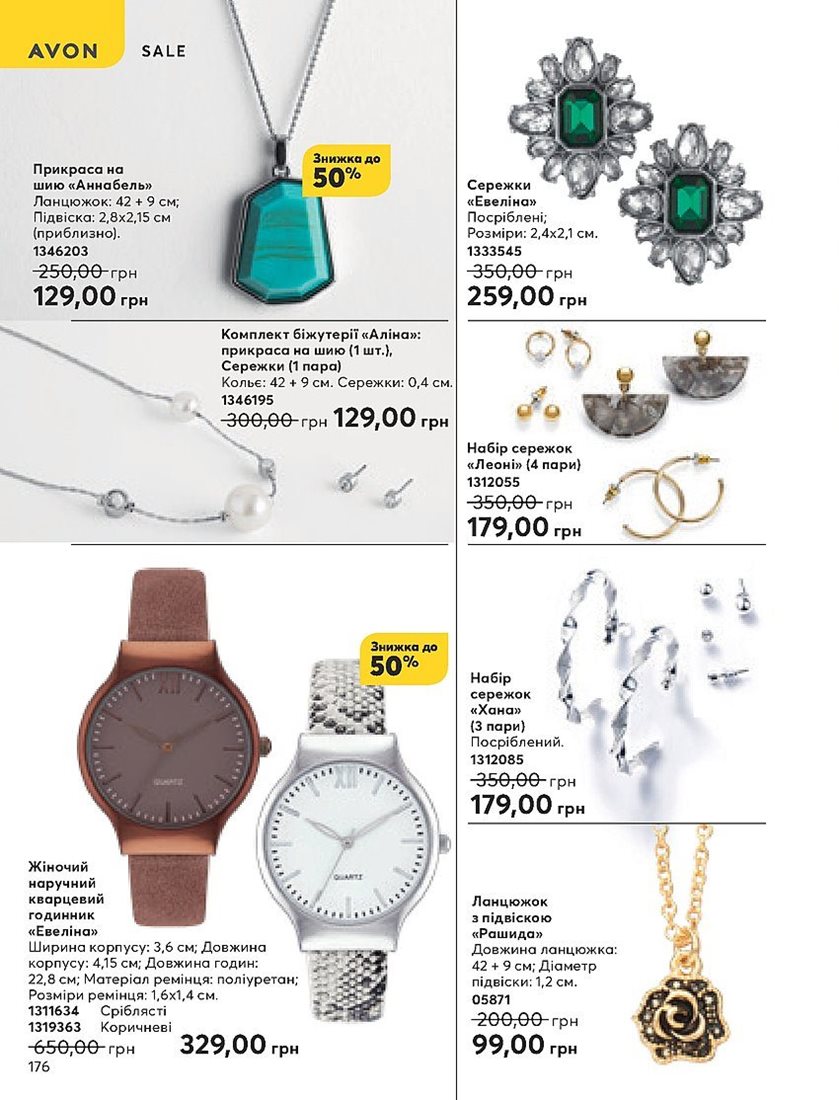 AVON
SALE
Прикраса на
шию «Аннабель»
Ланцюжок: 42 + 9 см;
Підвіска: 2,8x2,15 см
(приблизно).
1346203
250,00 грн
129,00 грн
Знижка до
50%
Сережки
«Евеліна»
Посріблені;
Розміри: 2,4x2,1 см.
1333545
350,00 грн
259,00 грн
Комплект біжутерії «Аліна»:
прикраса на шию (1 шт.),
Сережки (1 пара)
Кольє: 42 + 9 см. Сережки: 0,4 см.
1346195
300,00 грн 129,00 грн
Набір сережок
«Леоні» (4 пари)
1312055
350,00 грн
179,00 грн
Знижка до
50%
QUARTZ
QUARTZ
Жіночий
наручний
кварцевий
годинник
«Евеліна»
Ширина корпусу: 3,6 см; Довжина
корпусу: 4,15 см; Довжина годин:
22,8 см; Матеріал ремінця: поліуретан;
Розміри ремінця: 1,6x1,4 см.
1311634 Сріблясті
1319363 Коричневі
650,00 грн 329,00 грн
Набір
сережок
«Хана»
(3 пари)
Посріблений.
1312085
350,00 грн
179,00 грн
Ланцюжок
з підвіскою
«Рашида»
Довжина ланцюжка:
42 + 9 см; Діаметр
підвіски: 1,2 см.
05871
200,00 грн
99,00 грн
176